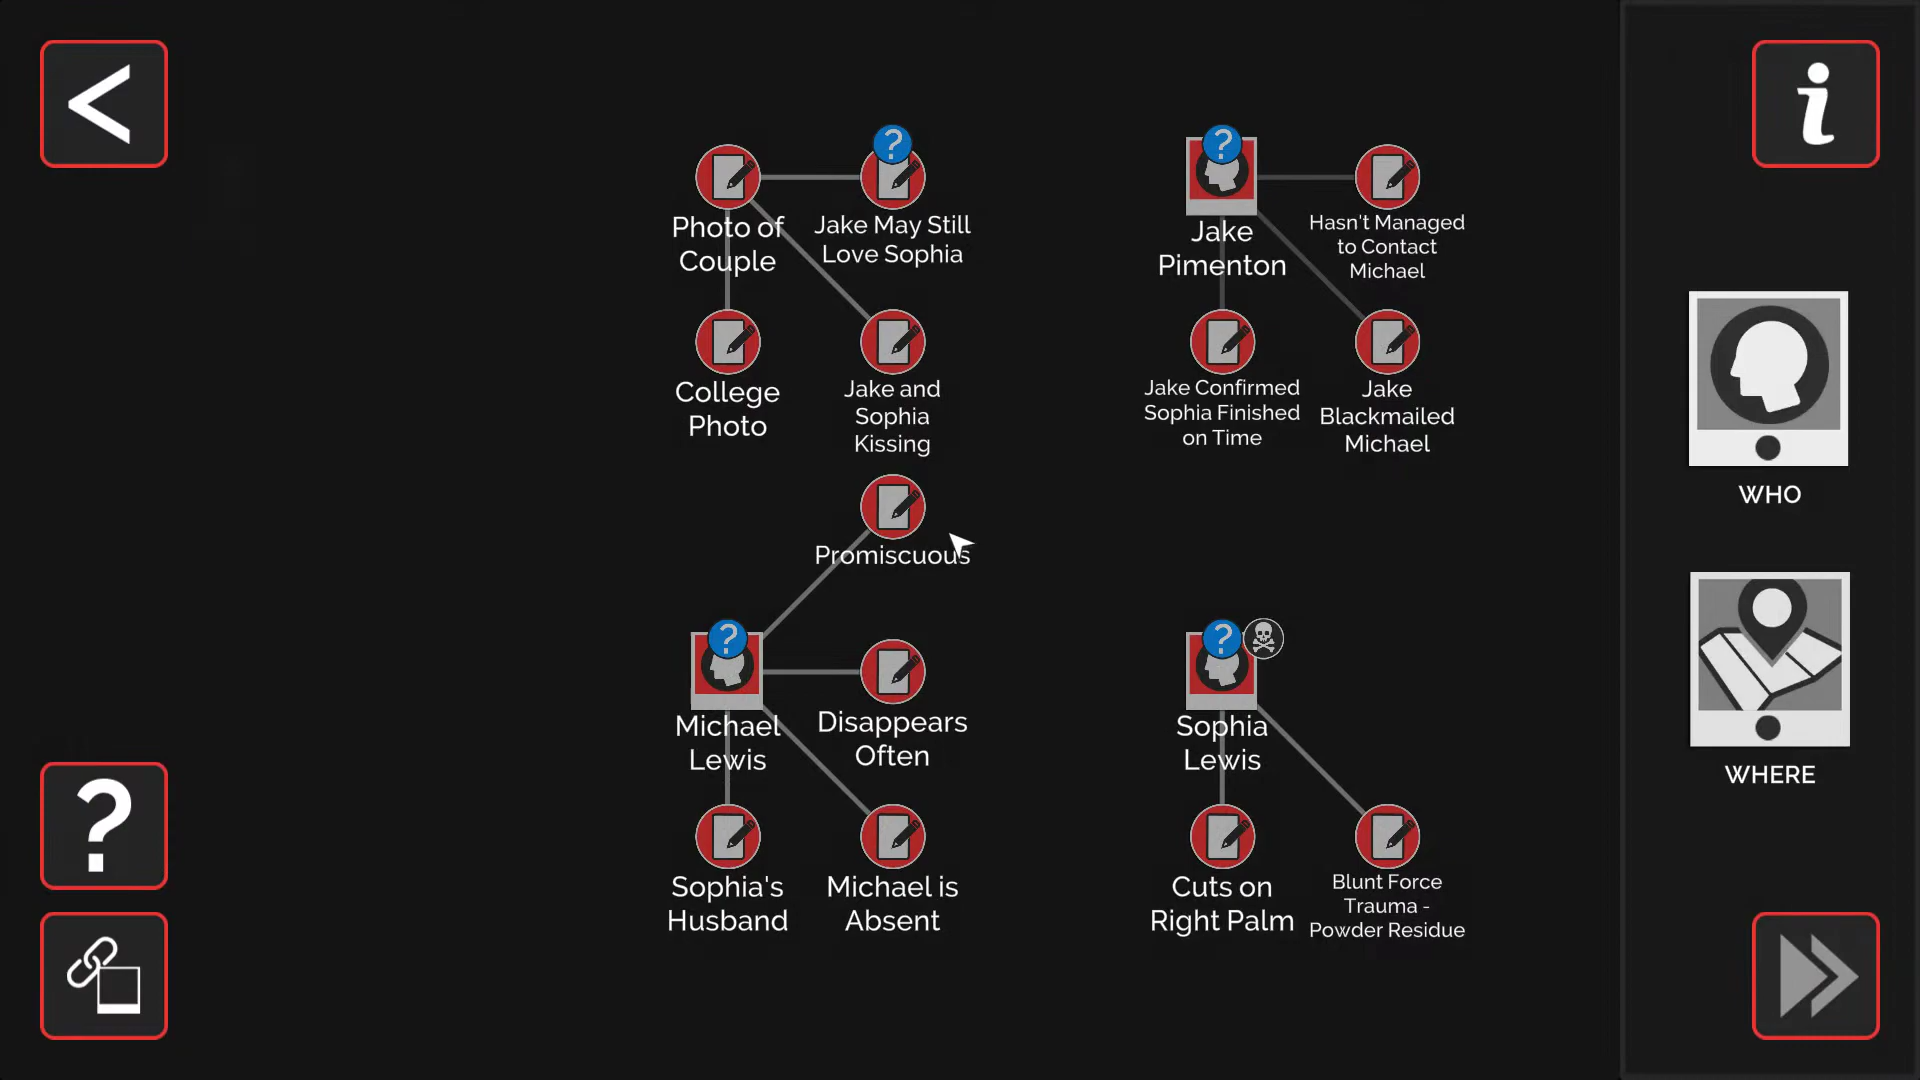 Photo of
Couple
Jake May Still
Love Sophia
Jake
Pimenton
Hasn't Managed
to Contact
Michael
College
Photo
Jake and
Sophia
Kissing
Jake Confirmed
Sophia Finished
on Time
Jake
Blackmailed
Michael
WHO
Promiscuous
Michael
Lewis
Disappears
Often
Sophia
Lewis
WHERE
Sophia's
Husband
Michael is
Absent
Cuts on
Right Palm
Blunt Force
Trauma -
Powder Residue